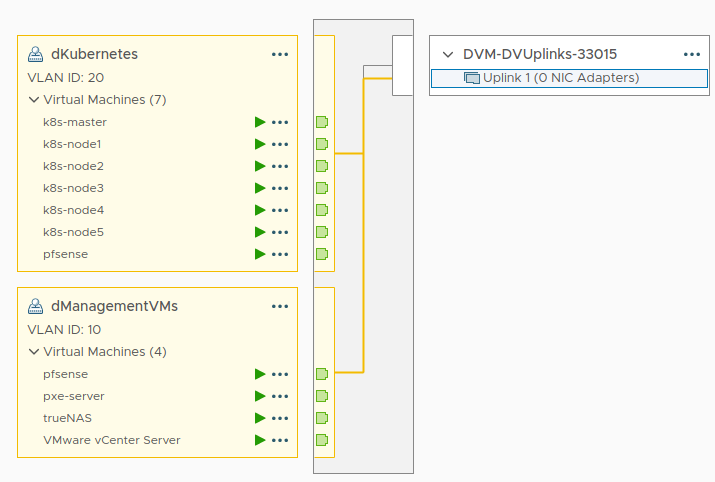 dKubernetes
VLAN ID: 20
Virtual Machines (7)
k8s-master
k8s-node1
k8s-node2
k8s-node3
k8s-node4
k8s-node5
pfsense
dManagementVMs
VLAN ID: 10
Virtual Machines (4)
pfsense
pxe-server
trueNAS
VMware vCenter Server
DVM-DVUplinks-33015
Uplink 1 (0 NIC Adapters)